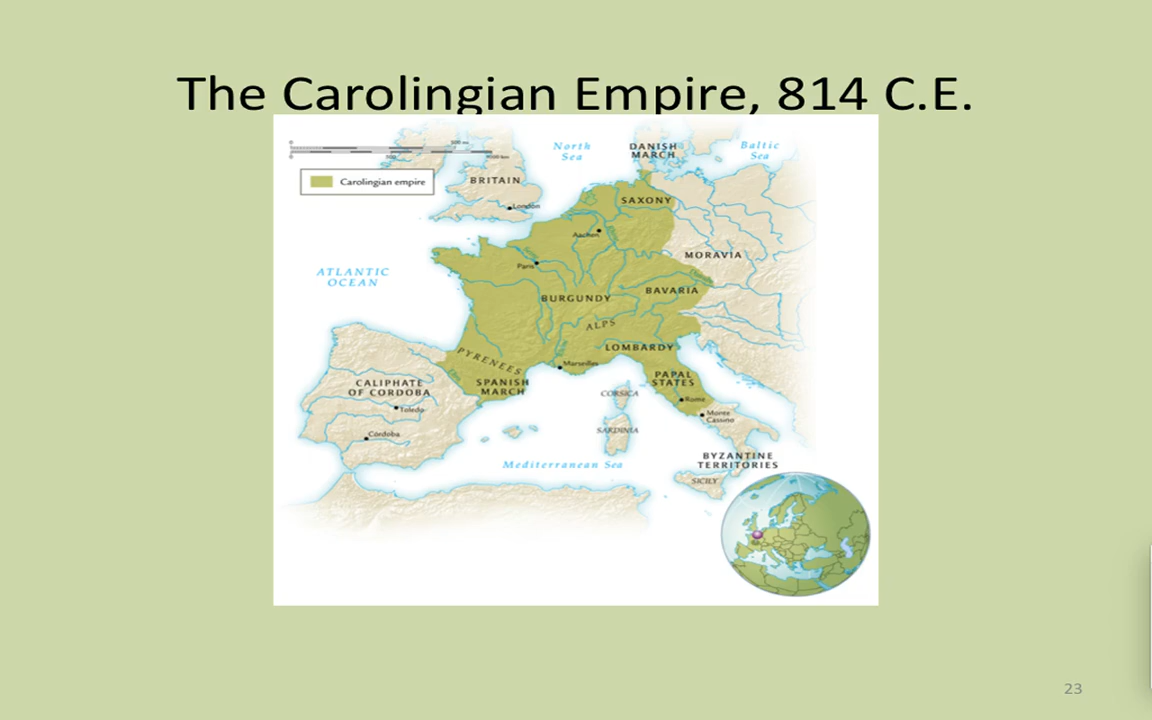 The Carolingian Empire, 814 C.E.
North
Sea
DANISH
MARCH
Baltic
Sea
Carolingian empire
BRITAIN
London
SAXONY
Aachen
Paris
MORAVIA
ATLANTIC
OCEAN
BURGUNDY
BAVARIA
ALPS
LOMBARDY
PYRENEES
Marseilles
SPANISH
MARCH
CALIPHATE
OF CORDOBA
Toledo
Córdoba
CORSICA
SARDINIA
PAPAL
STATES
Rome
Monte
Cassino
Mediterranean Sea
BYZANTINE
TERRITORIES
SICILY
23